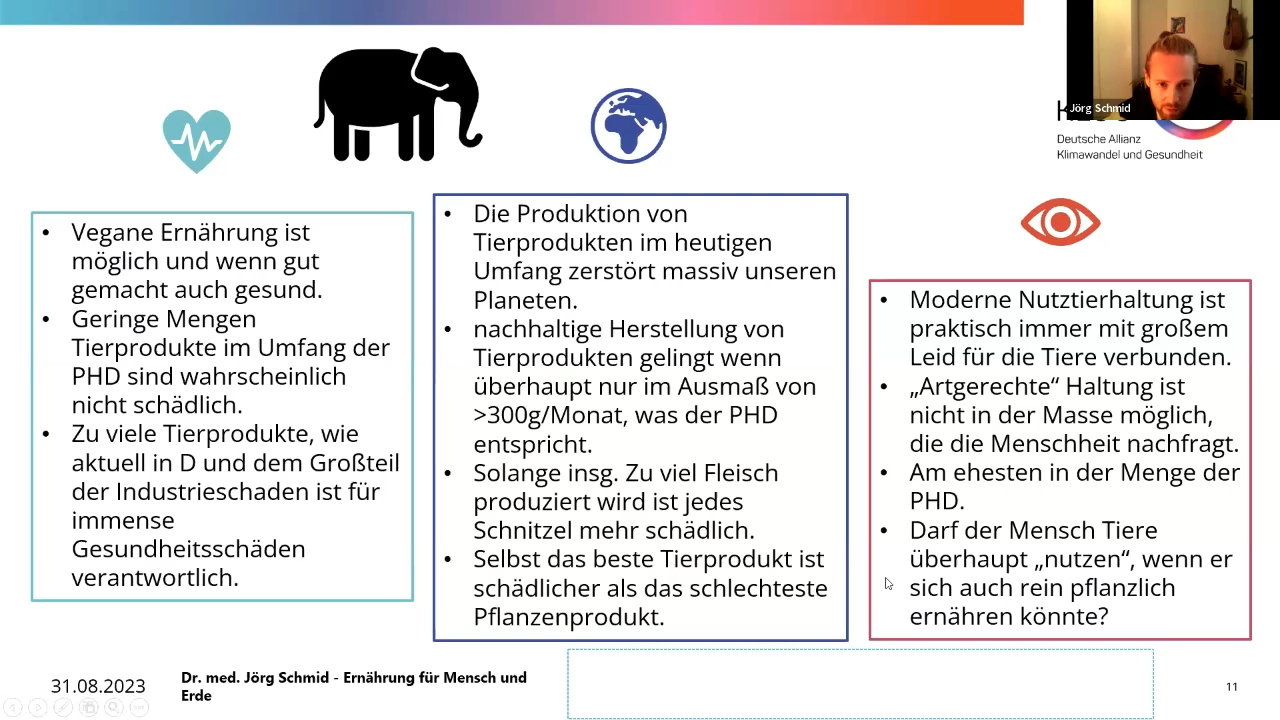 Jörg Schmid
Deutsche Allianz
Klimawandel und Gesundheit
• Vegane Ernährung ist
möglich und wenn gut
gemacht auch gesund.
• Geringe Mengen
Tierprodukte im Umfang der
PHD sind wahrscheinlich
nicht schädlich.
• Zu viele Tierprodukte, wie
aktuell in D und dem Großteil
der Industrieschaden ist für
immense
Gesundheitsschäden
verantwortlich.
• Die Produktion von
Tierprodukten im heutigen
Umfang zerstört massiv unseren
Planeten.
• nachhaltige Herstellung von
Tierprodukten gelingt wenn
überhaupt nur im Ausmaß von
>300g/Monat, was der PHD
entspricht.
• Solange insg. Zu viel Fleisch
produziert wird ist jedes
Schnitzel mehr schädlich.
• Selbst das beste Tierprodukt ist
schädlicher als das schlechteste
Pflanzenprodukt.
• Moderne Nutztierhaltung ist
praktisch immer mit großem
Leid für die Tiere verbunden.
• „Artgerechte“ Haltung ist
nicht in der Masse möglich,
die die Menschheit nachfragt.
• Am ehesten in der Menge der
PHD.
• Darf der Mensch Tiere
überhaupt „nutzen“, wenn er
sich auch rein pflanzlich
ernähren könnte?
31.08.2023
Dr. med. Jörg Schmid - Ernährung für Mensch und
Erde
11